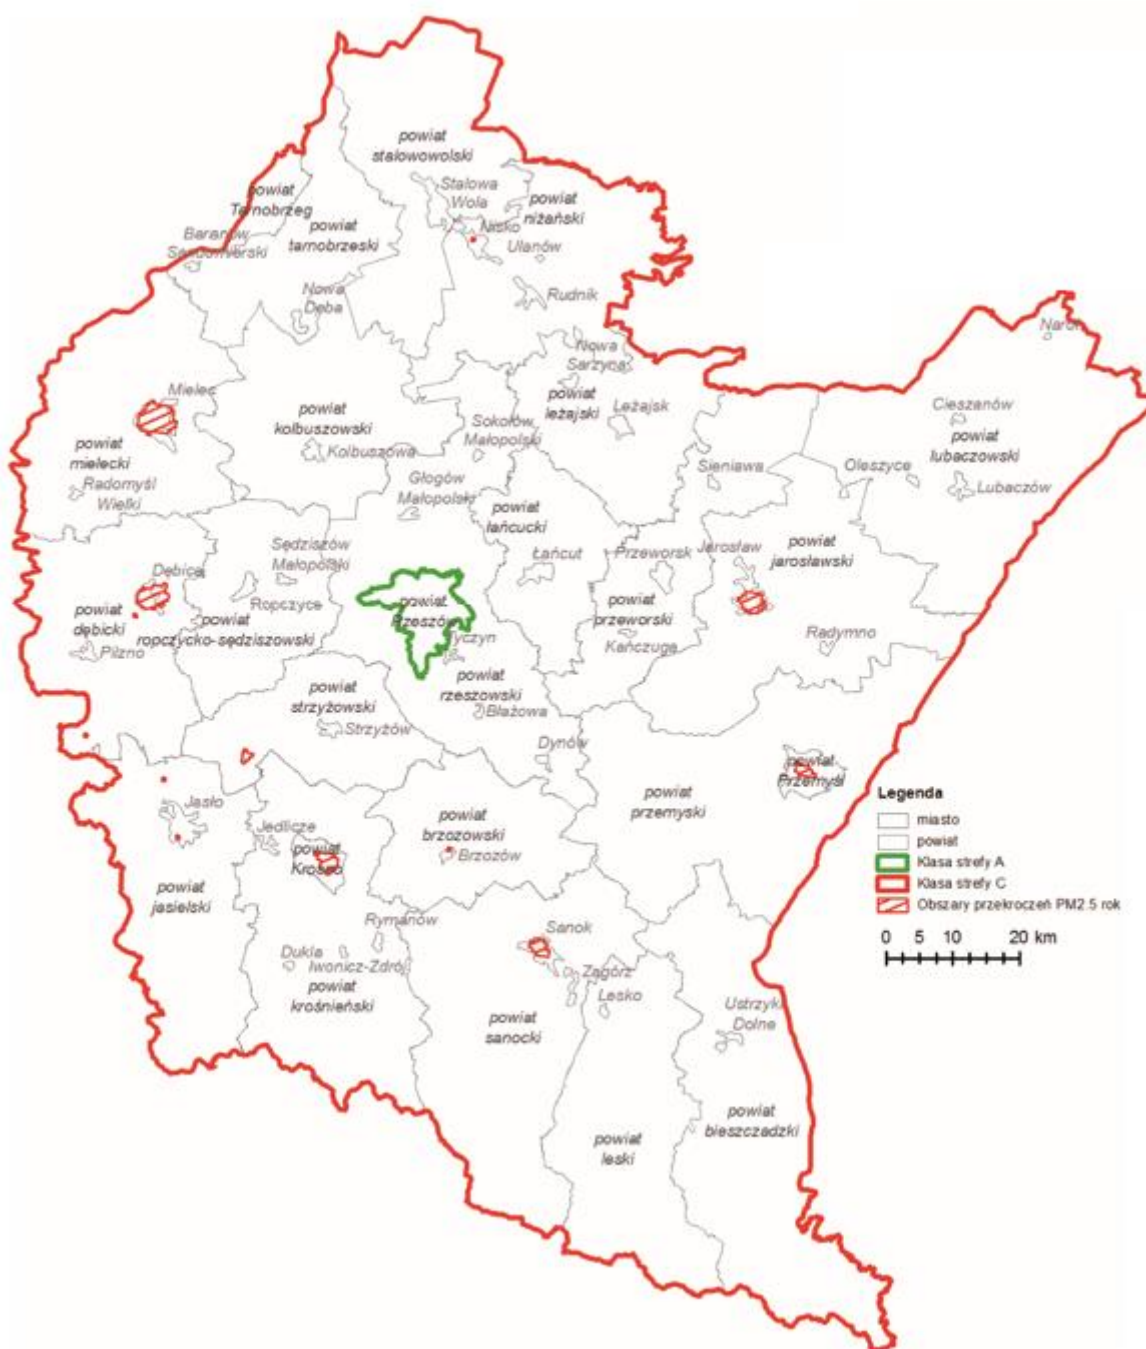 powiat
stalowowolski
Stalowa
Wola
powiat
niżański
powiat
Tarnobrzeg
powiat
tarnobrzeski
Nisko
Ulanów
Baranów
Sandomierski
Nowa
Dęba
Rudnik
Narol
Nowa
Sarzyna
Mielec
powiat
leżajski
Leżajsk
powiat
kolbuszowski
Kolbuszowa
Sokołów
Małopolski
Cieszanów
powiat
lubaczowski
powiat
mielecki
Radomyśl
Wielki
Głogów
Małopolski
Sieniawa
Oleszyce
Lubaczów
powiat
łańcucki
Sędziszów
Małopolski
Łańcut
Przeworsk
Jarosław
powiat
jarosławski
Dębica
Ropczyce
powiat
dębicki
powiat
ropczycko-sędziszowski
powiat
Rzeszów
powiat
przeworski
Pilzno
Tyczyn
Kańczuga
Radymno
powiat
rzeszowski
powiat
strzyżowski
Błażowa
Strzyżów
Dynów
powiat
Przemyśl
powiat
przemyski
Jasło
Jedlicze
powiat
Krosno
powiat
brzozowski
Brzozów
powiat
jasielski
Rymanów
Sanok
Dukla
Iwonicz-Zdrój
powiat
krośnieński
Zagórz
Lesko
powiat
sanocki
Ustrzyki
Dolne
powiat
bieszczadzki
powiat
leski
Legenda
miasto
powiat
Klasa strefy A
Klasa strefy C
Obszary przekroczeń PM2.5 rok
0 5 10 20 km